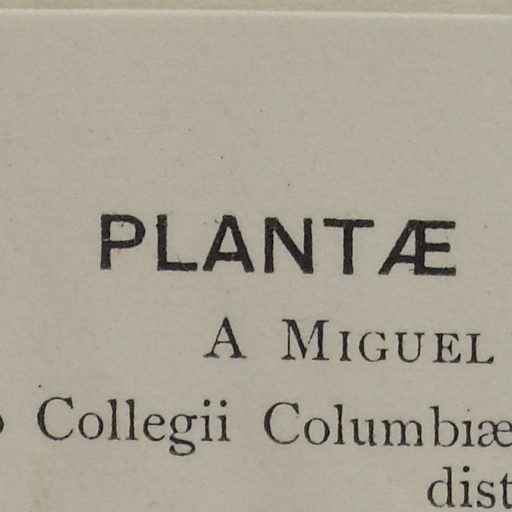 PLANTÆ
A MIGUEL
Collegii Columbiæ
dist